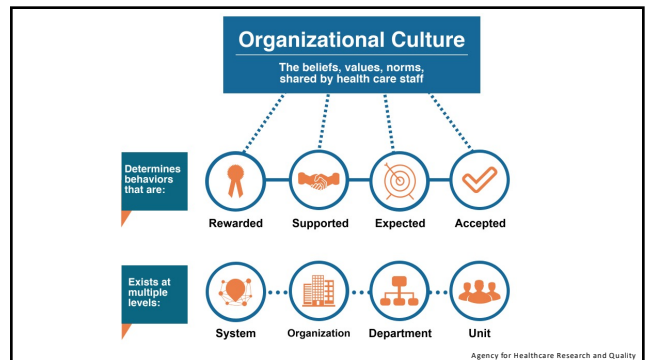 Organizational Culture
The beliefs, values, norms,
shared by health care staff
Determines
behaviors
that are:
Rewarded
Supported
Expected
Accepted
Exists at
multiple
levels:
System
Organization
Department
Unit
Agency for Healthcare Research and Quality